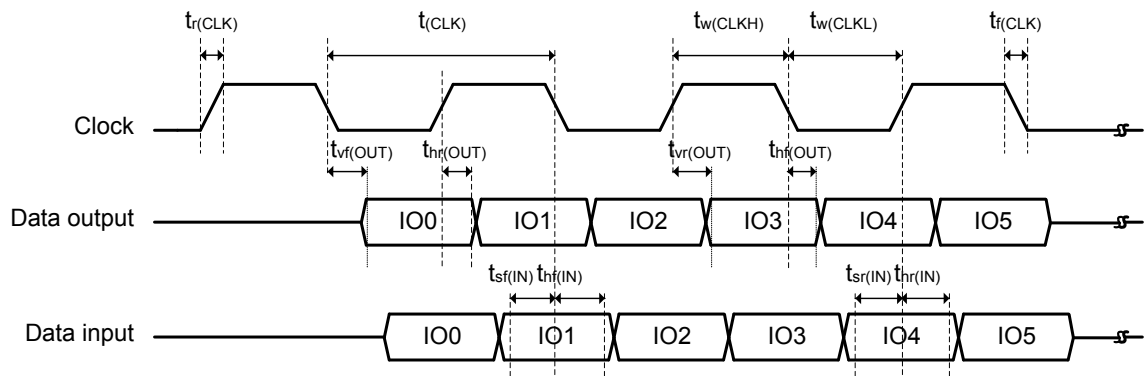 tr(CLK) t(CLK) tw(CLKH) tw(CLKL) tf(CLK)
Clock
tvf(OUT) thr(OUT) tvr(OUT) thf(OUT)
Data output IO0 IO1 IO2 IO3 IO4 IO5
tsf(IN) thf(IN) tsr(IN) thr(IN)
Data input IO0 IO1 IO2 IO3 IO4 IO5